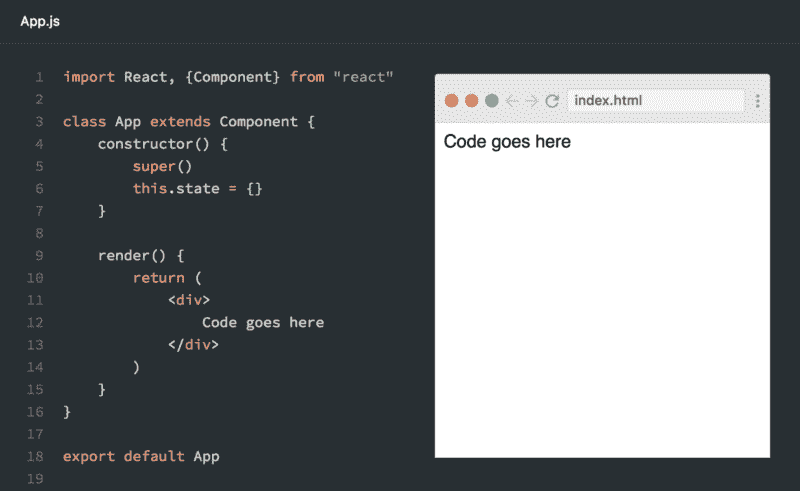 App.js
1 import React, {Component} from "react"
2
3 class App extends Component {
4     constructor() {
5         super()
6         this.state = {}
7     }
8
9     render() {
10         return (
11             <div>
12                 Code goes here
13             </div>
14         )
15     }
16 }
17
18 export default App
19
index.html
Code goes here